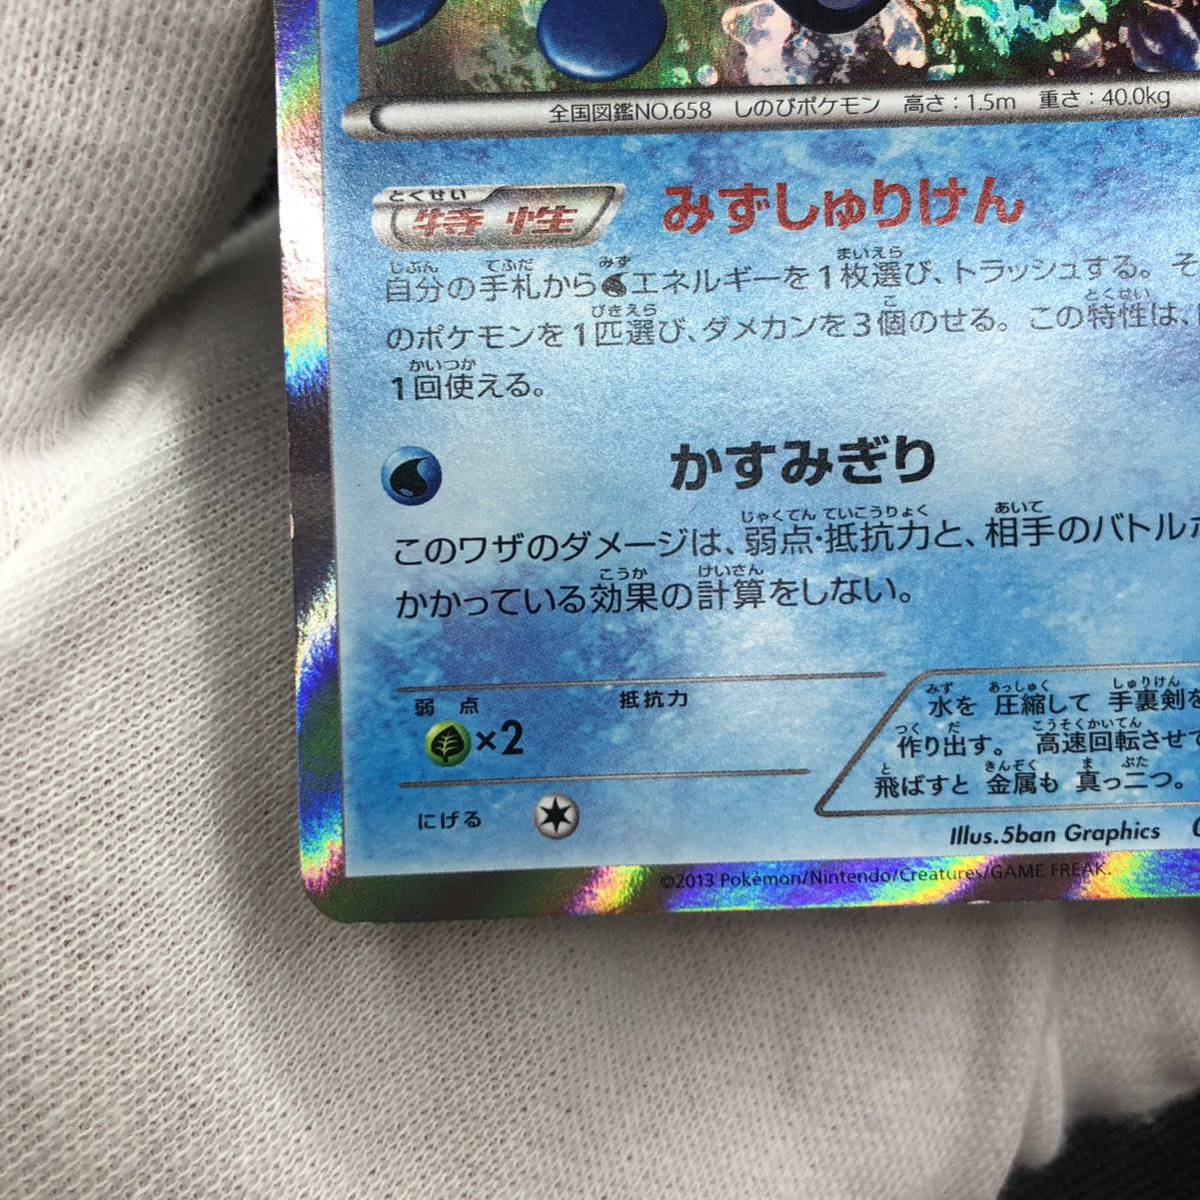 全国図鑑NO.658 しのびポケモン 高さ:1.5m 重さ:40.0kg
とくせい
特性 みずしゅりけん
じぶん てふだ みず まいえら
自分の手札からエネルギーを1枚選び、トラッシュする。そ
びきえら こ とくせい
のポケモンを1匹選び、ダメカンを3個のせる。この特性は、
かいつか
1回使える。
かすみぎり
じゃくてん ていこうりょく あいて
このワザのダメージは、弱点・抵抗力と、相手のバトル
こうか けいさん
かかっている効果の計算をしない。
弱点 抵抗力
×2
にげる
みず あっしゅく しゅりけん
水を 圧縮して 手裏剣を
つく だ こうそくかいてん
作り出す。 高速回転させて
と きんぞく ま ぷた
飛ばすと 金属も 真っ二つ。
Illus.5ban Graphics
©2013 Pokémon/Nintendo/Creatures/GAME FREAK.